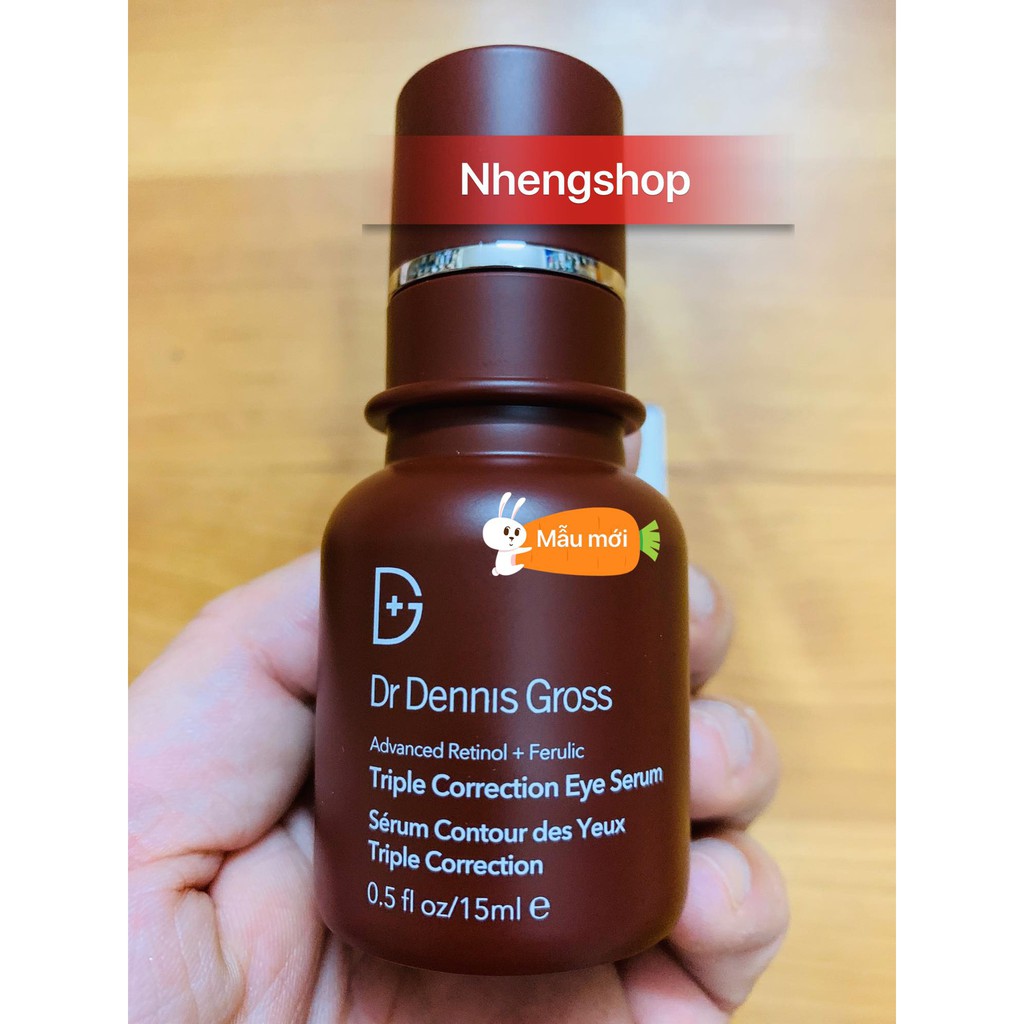 Nhengshop
Mẫu mới
Dr Dennis Gross
Advanced Retinol + Ferulic
Triple Correction Eye Serum
Sérum Contour des Yeux
Triple Correction
0.5 fl oz/15ml ℮